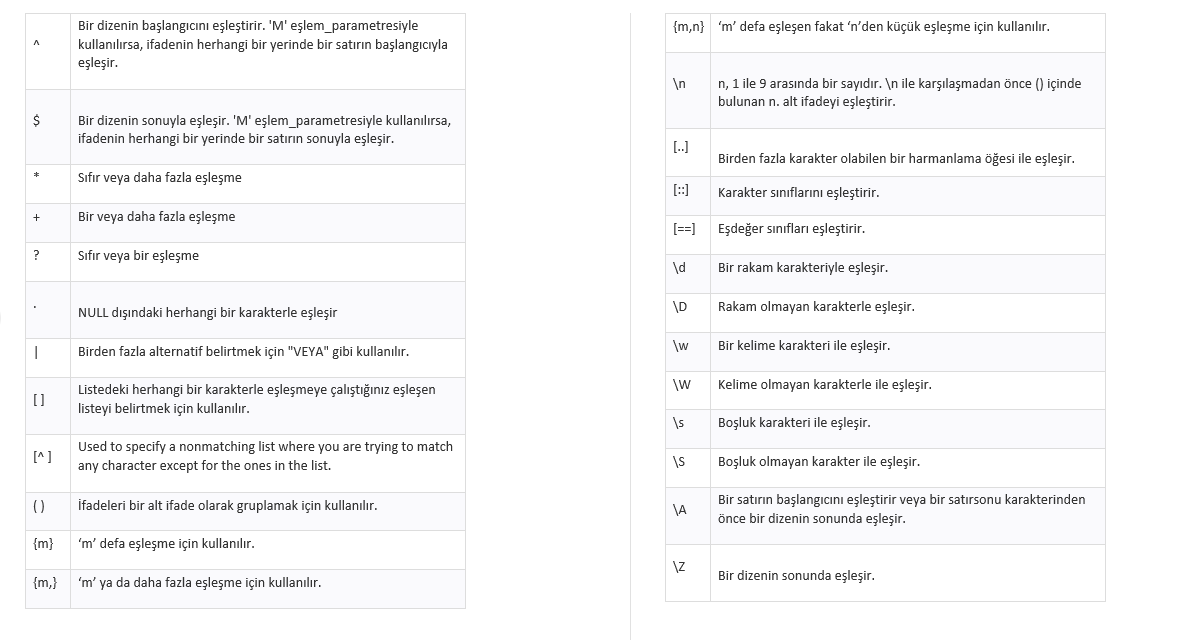 ^
Bir dizenin başlangıcını eşleştirir. 'M' eşlem_parametresiyle
kullanılırsa, ifadenin herhangi bir yerinde bir satırın başlangıcıyla
eşleşir.
$
Bir dizenin sonuyla eşleşir. 'M' eşlem_parametresiyle kullanılırsa,
ifadenin herhangi bir yerinde bir satırın sonuyla eşleşir.
* Sıfır veya daha fazla eşleşme
+ Bir veya daha fazla eşleşme
? Sıfır veya bir eşleşme
.
NULL dışındaki herhangi bir karakterle eşleşir
| Birden fazla alternatif belirtmek için "VEYA" gibi kullanılır.
[ ]
Listedeki herhangi bir karakterle eşleşmeye çalıştığınız eşleşen
listeyi belirtmek için kullanılır.
[^ ]
Used to specify a nonmatching list where you are trying to match
any character except for the ones in the list.
( ) İfadeleri bir alt ifade olarak gruplamak için kullanılır.
{m} ‘m’ defa eşleşme için kullanılır.
{m,} ‘m’ ya da daha fazla eşleşme için kullanılır.
{m,n} ‘m’ defa eşleşen fakat ‘n’den küçük eşleşme için kullanılır.
\n
n, 1 ile 9 arasında bir sayıdır. \n ile karşılaşmadan önce () içinde
bulunan n. alt ifadeyi eşleştirir.
[..]
Birden fazla karakter olabilen bir harmanlama öğesi ile eşleşir.
[::] Karakter sınıflarını eşleştirir.
[==] Eşdeğer sınıfları eşleştirir.
\d Bir rakam karakteriyle eşleşir.
\D Rakam olmayan karakterle eşleşir.
\w Bir kelime karakteri ile eşleşir.
\W Kelime olmayan karakterle ile eşleşir.
\s Boşluk karakteri ile eşleşir.
\S Boşluk olmayan karakter ile eşleşir.
\A
Bir satırın başlangıcını eşleştirir veya bir satırsonu karakterinden
önce bir dizenin sonunda eşleşir.
\Z
Bir dizenin sonunda eşleşir.